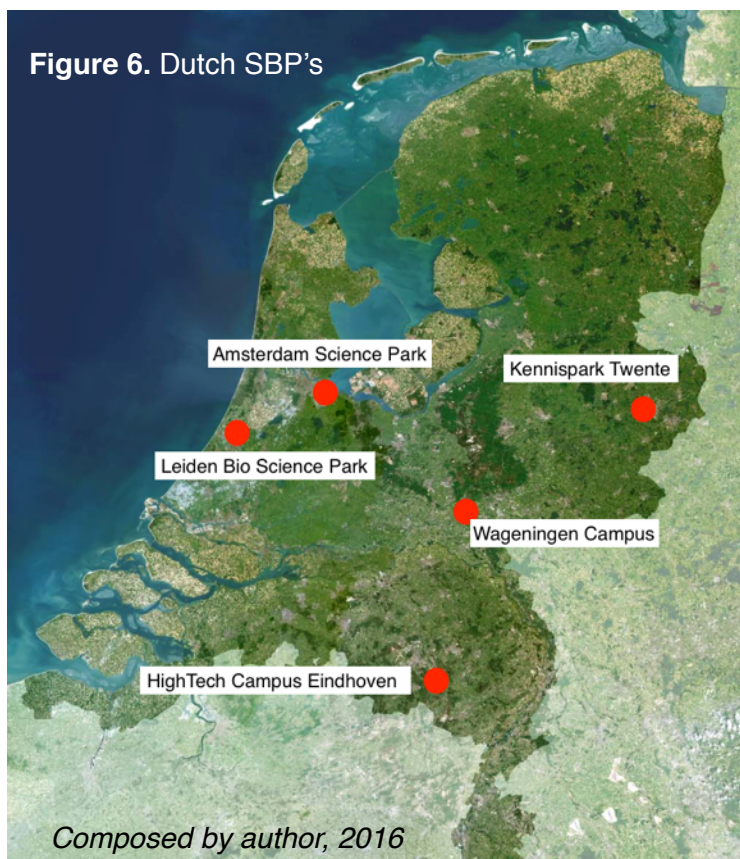 Figure 6. Dutch SBP's
Amsterdam Science Park
Kennispark Twente
Leiden Bio Science Park
Wageningen Campus
HighTech Campus Eindhoven
Composed by author, 2016